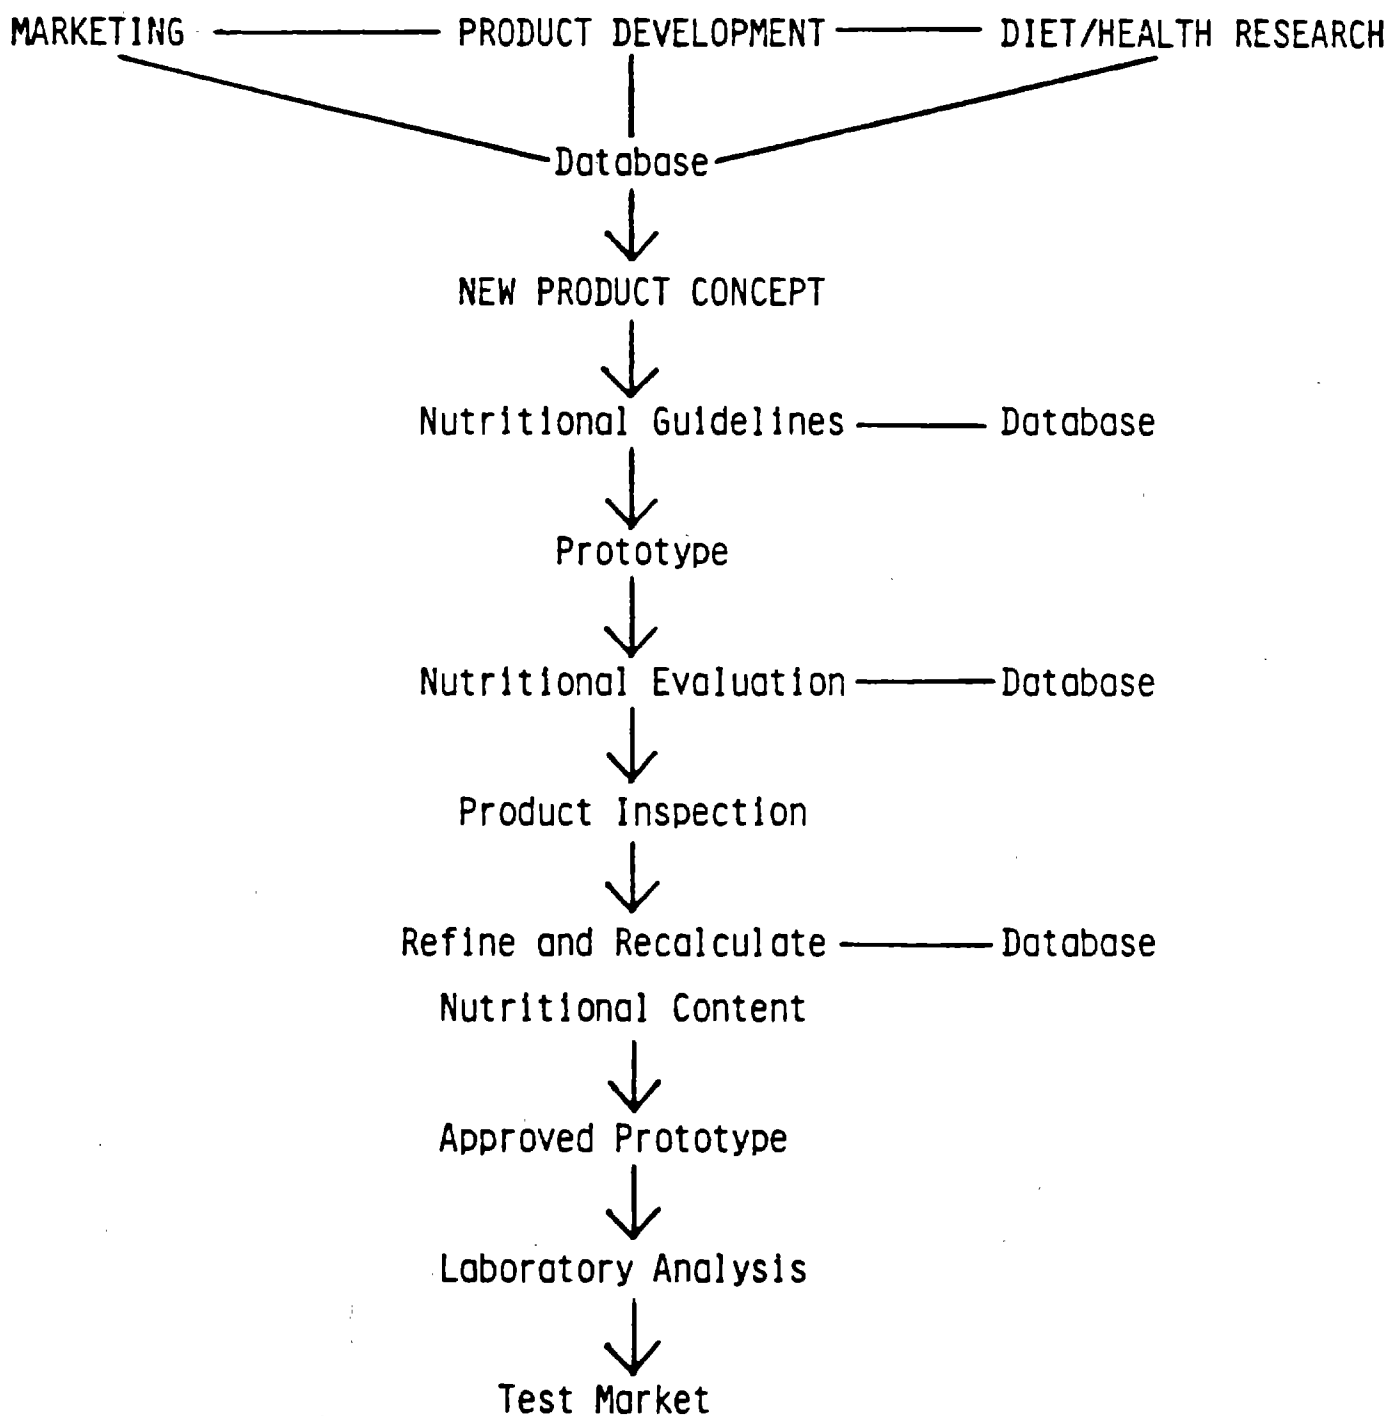 MARKETING PRODUCT DEVELOPMENT DIET/HEALTH RESEARCH
Database
NEW PRODUCT CONCEPT
Nutritional Guidelines Database
Prototype
Nutritional Evaluation Database
Product Inspection
Refine and Recalculate Database
Nutritional Content
Approved Prototype
Laboratory Analysis
Test Market